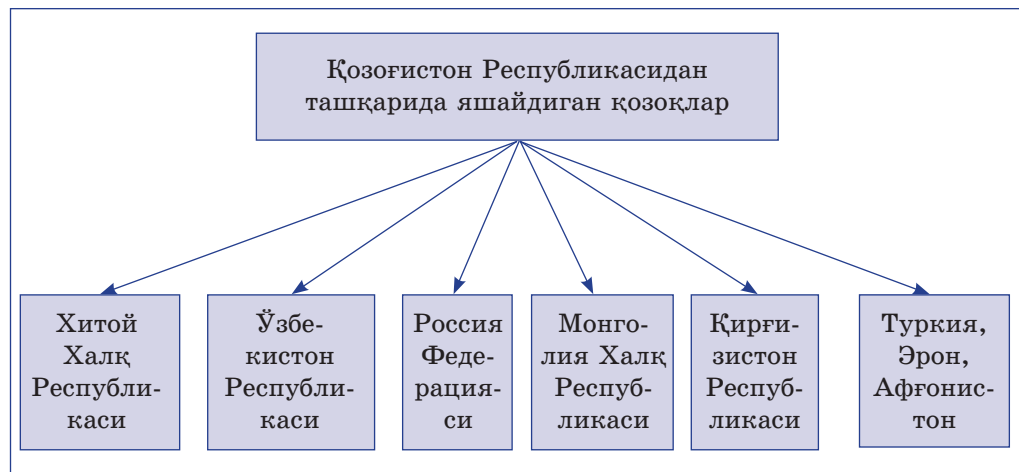 Қозоғистон Республикасидан
ташқарида яшайдиган қозоқлар
Хитой
Халқ
Республи-
каси
Ўзбе-
кистон
Республи-
каси
Россия
Феде-
рация-
си
Монго-
лия Халқ
Респуб-
ликаси
Қирғи-
зистон
Респуб-
ликаси
Туркия,
Эрон,
Афғонис-
тон